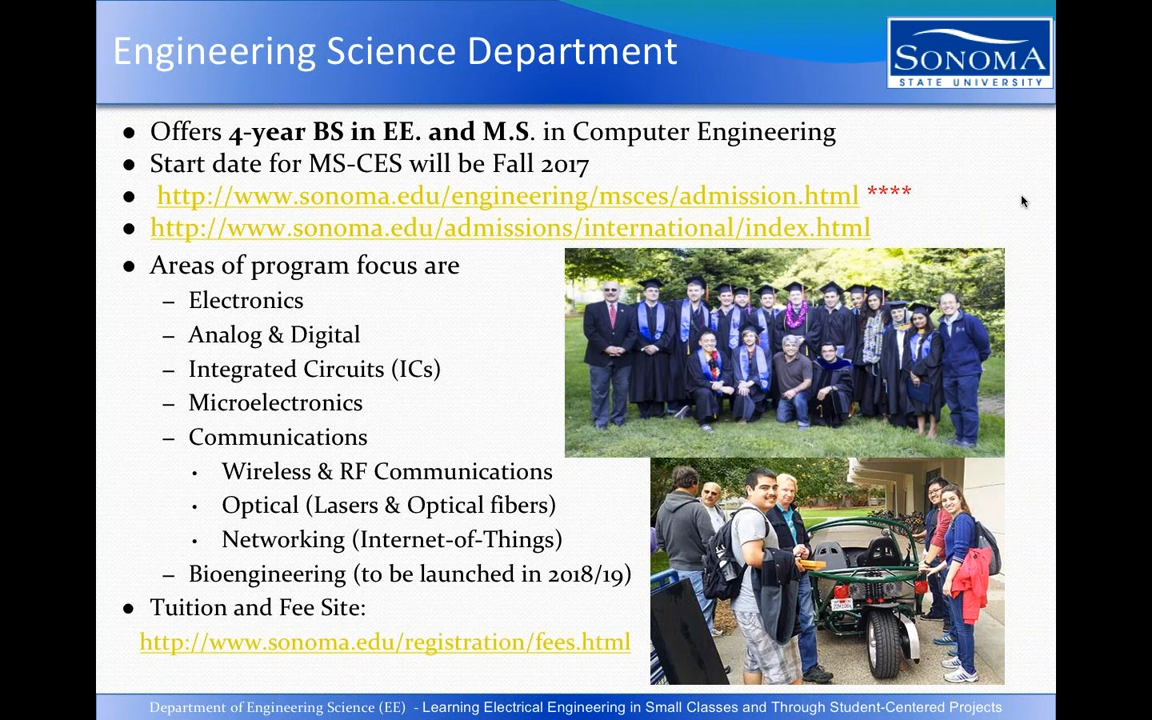 Engineering Science Department
SONOMA
STATE UNIVERSITY
● Offers 4-year BS in EE. and M.S. in Computer Engineering
● Start date for MS-CES will be Fall 2017
● http://www.sonoma.edu/engineering/msces/admission.html ****
● http://www.sonoma.edu/admissions/international/index.html
● Areas of program focus are
– Electronics
– Analog & Digital
– Integrated Circuits (ICs)
– Microelectronics
– Communications
• Wireless & RF Communications
• Optical (Lasers & Optical fibers)
• Networking (Internet-of-Things)
– Bioengineering (to be launched in 2018/19)
● Tuition and Fee Site:
http://www.sonoma.edu/registration/fees.html
Department of Engineering Science (EE) - Learning Electrical Engineering in Small Classes and Through Student-Centered Projects